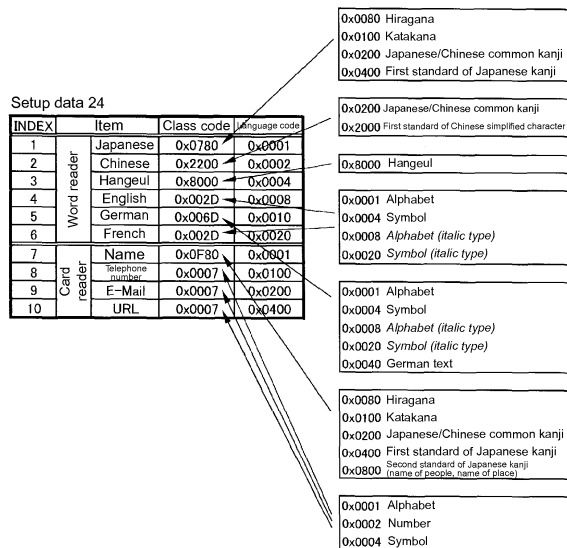 Setup data 24
INDEX Item Class code Language code
Word reader
1 Japanese 0x0780 0x0001
2 Chinese 0x2200 0x0002
3 Hangeul 0x8000 0x0004
4 English 0x002D 0x0008
5 German 0x006D 0x0010
6 French 0x002D 0x0020
Card reader
7 Name 0x0F80 0x0001
8 Telephone number 0x0007 0x0100
9 E-Mail 0x0007 0x0200
10 URL 0x0007 0x0400
0x0080 Hiragana
0x0100 Katakana
0x0200 Japanese/Chinese common kanji
0x0400 First standard of Japanese kanji
0x0200 Japanese/Chinese common kanji
0x2000 First standard of Chinese simplified character
0x8000 Hangeul
0x0001 Alphabet
0x0004 Symbol
0x0008 Alphabet (italic type)
0x0020 Symbol (italic type)
0x0001 Alphabet
0x0004 Symbol
0x0008 Alphabet (italic type)
0x0020 Symbol (italic type)
0x0040 German text
0x0080 Hiragana
0x0100 Katakana
0x0200 Japanese/Chinese common kanji
0x0400 First standard of Japanese kanji
0x0800 Second standard of Japanese kanji
(name of people, name of place)
0x0001 Alphabet
0x0002 Number
0x0004 Symbol